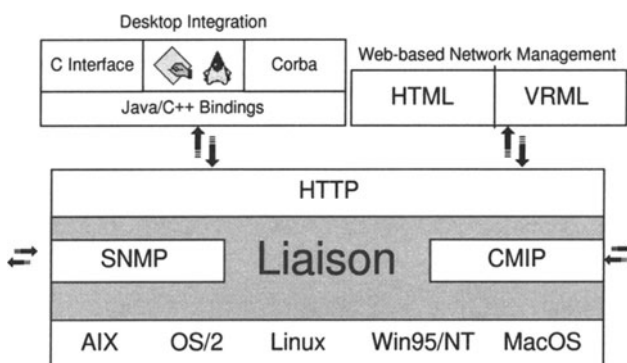 Desktop Integration
C Interface
Corba
Java/C++ Bindings
Web-based Network Management
HTML
VRML
HTTP
SNMP
Liaison
CMIP
AIX OS/2 Linux Win95/NT MacOS